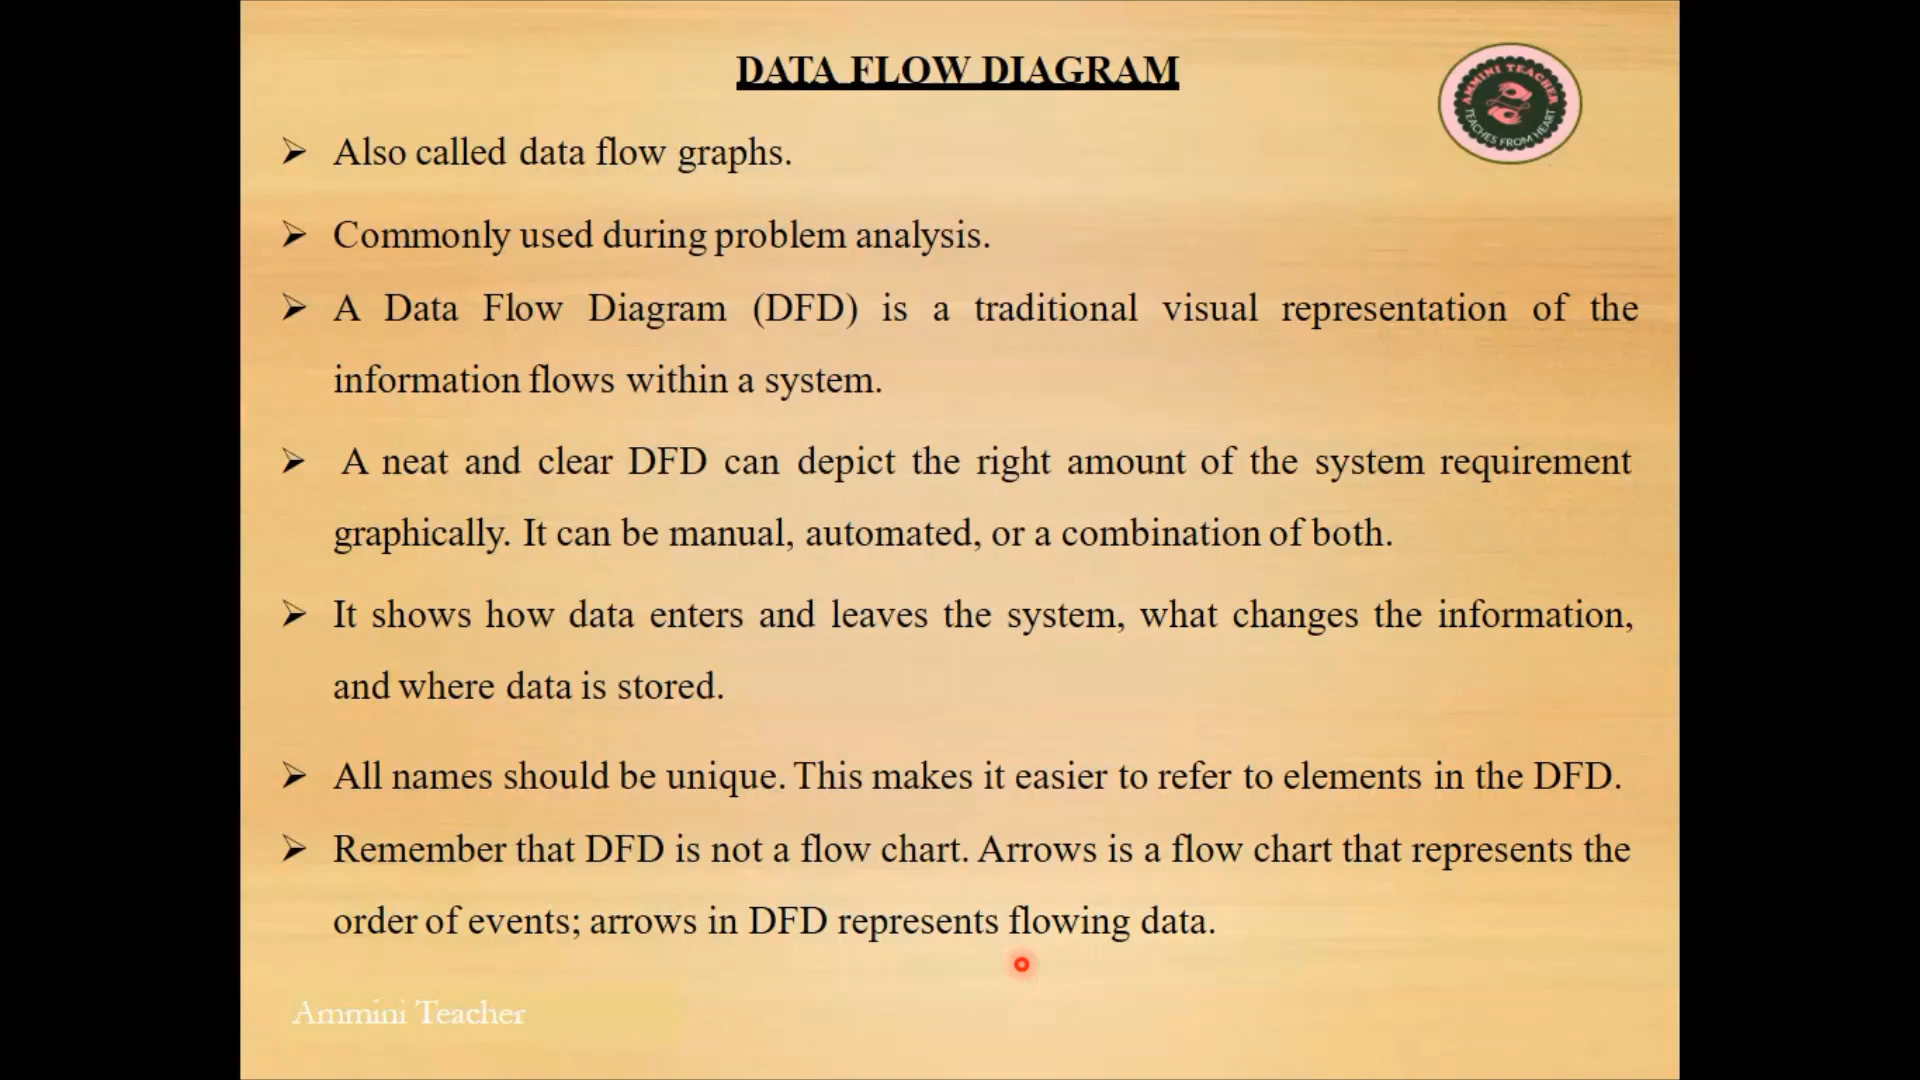 DATA FLOW DIAGRAM
AMMINI TEACHER
TEACHES FROM HEART
➢ Also called data flow graphs.
➢ Commonly used during problem analysis.
➢ A Data Flow Diagram (DFD) is a traditional visual representation of the
information flows within a system.
➢ A neat and clear DFD can depict the right amount of the system requirement
graphically. It can be manual, automated, or a combination of both.
➢ It shows how data enters and leaves the system, what changes the information,
and where data is stored.
➢ All names should be unique. This makes it easier to refer to elements in the DFD.
➢ Remember that DFD is not a flow chart. Arrows is a flow chart that represents the
order of events; arrows in DFD represents flowing data.
Ammini Teacher